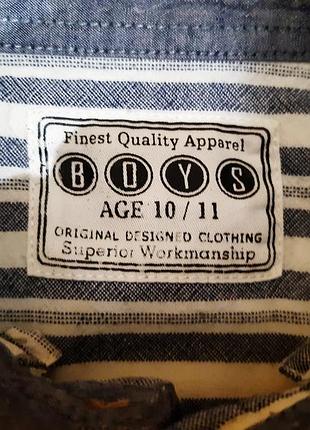 Finest Quality Apparel
BOYS
AGE 10 / 11
ORIGINAL DESIGNED CLOTHING
Superior Workmanship